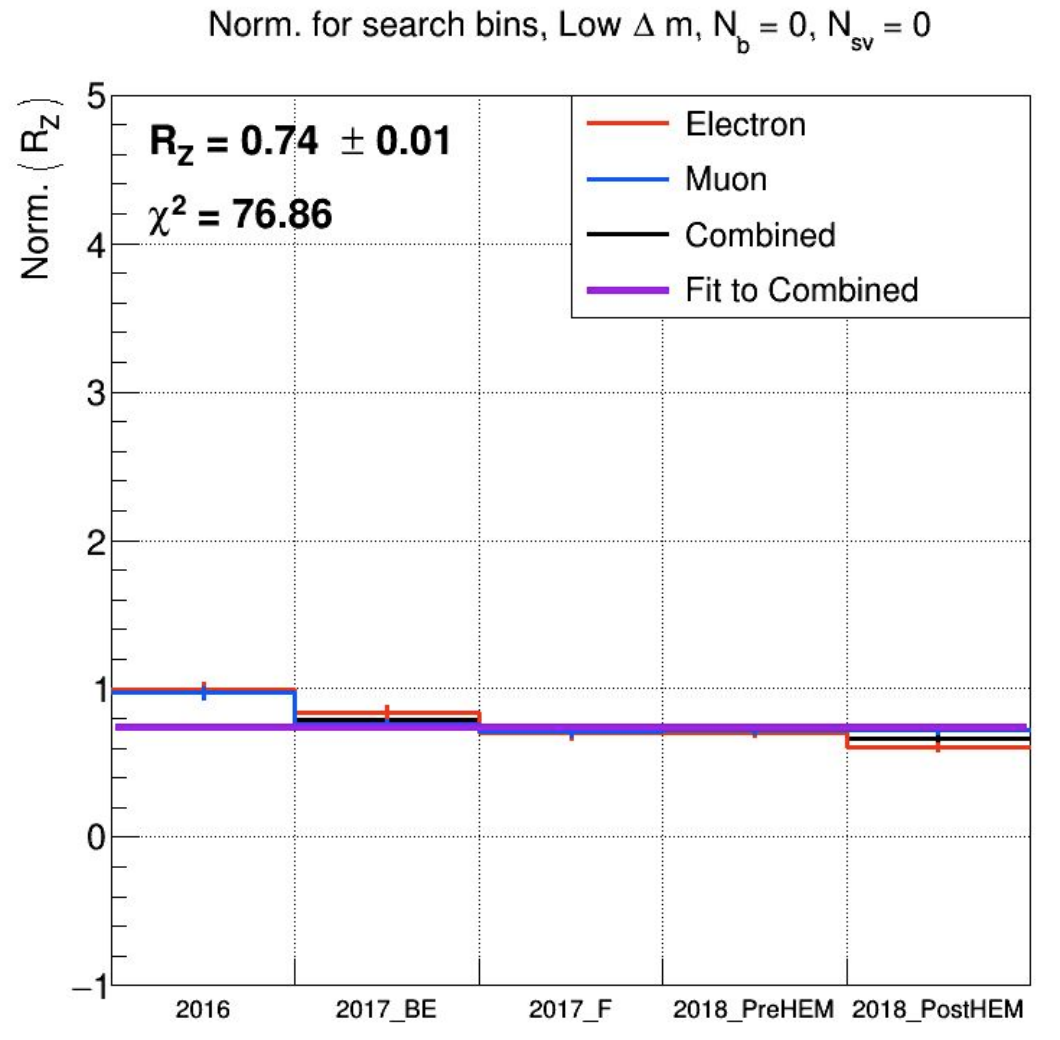 Norm. for search bins, Low Δ m, N_b = 0, N_sv = 0
Norm. (R_Z)
R_Z = 0.74 ± 0.01
χ² = 76.86
Electron
Muon
Combined
Fit to Combined
5
4
3
2
1
0
−1
2016
2017_BE
2017_F
2018_PreHEM
2018_PostHEM